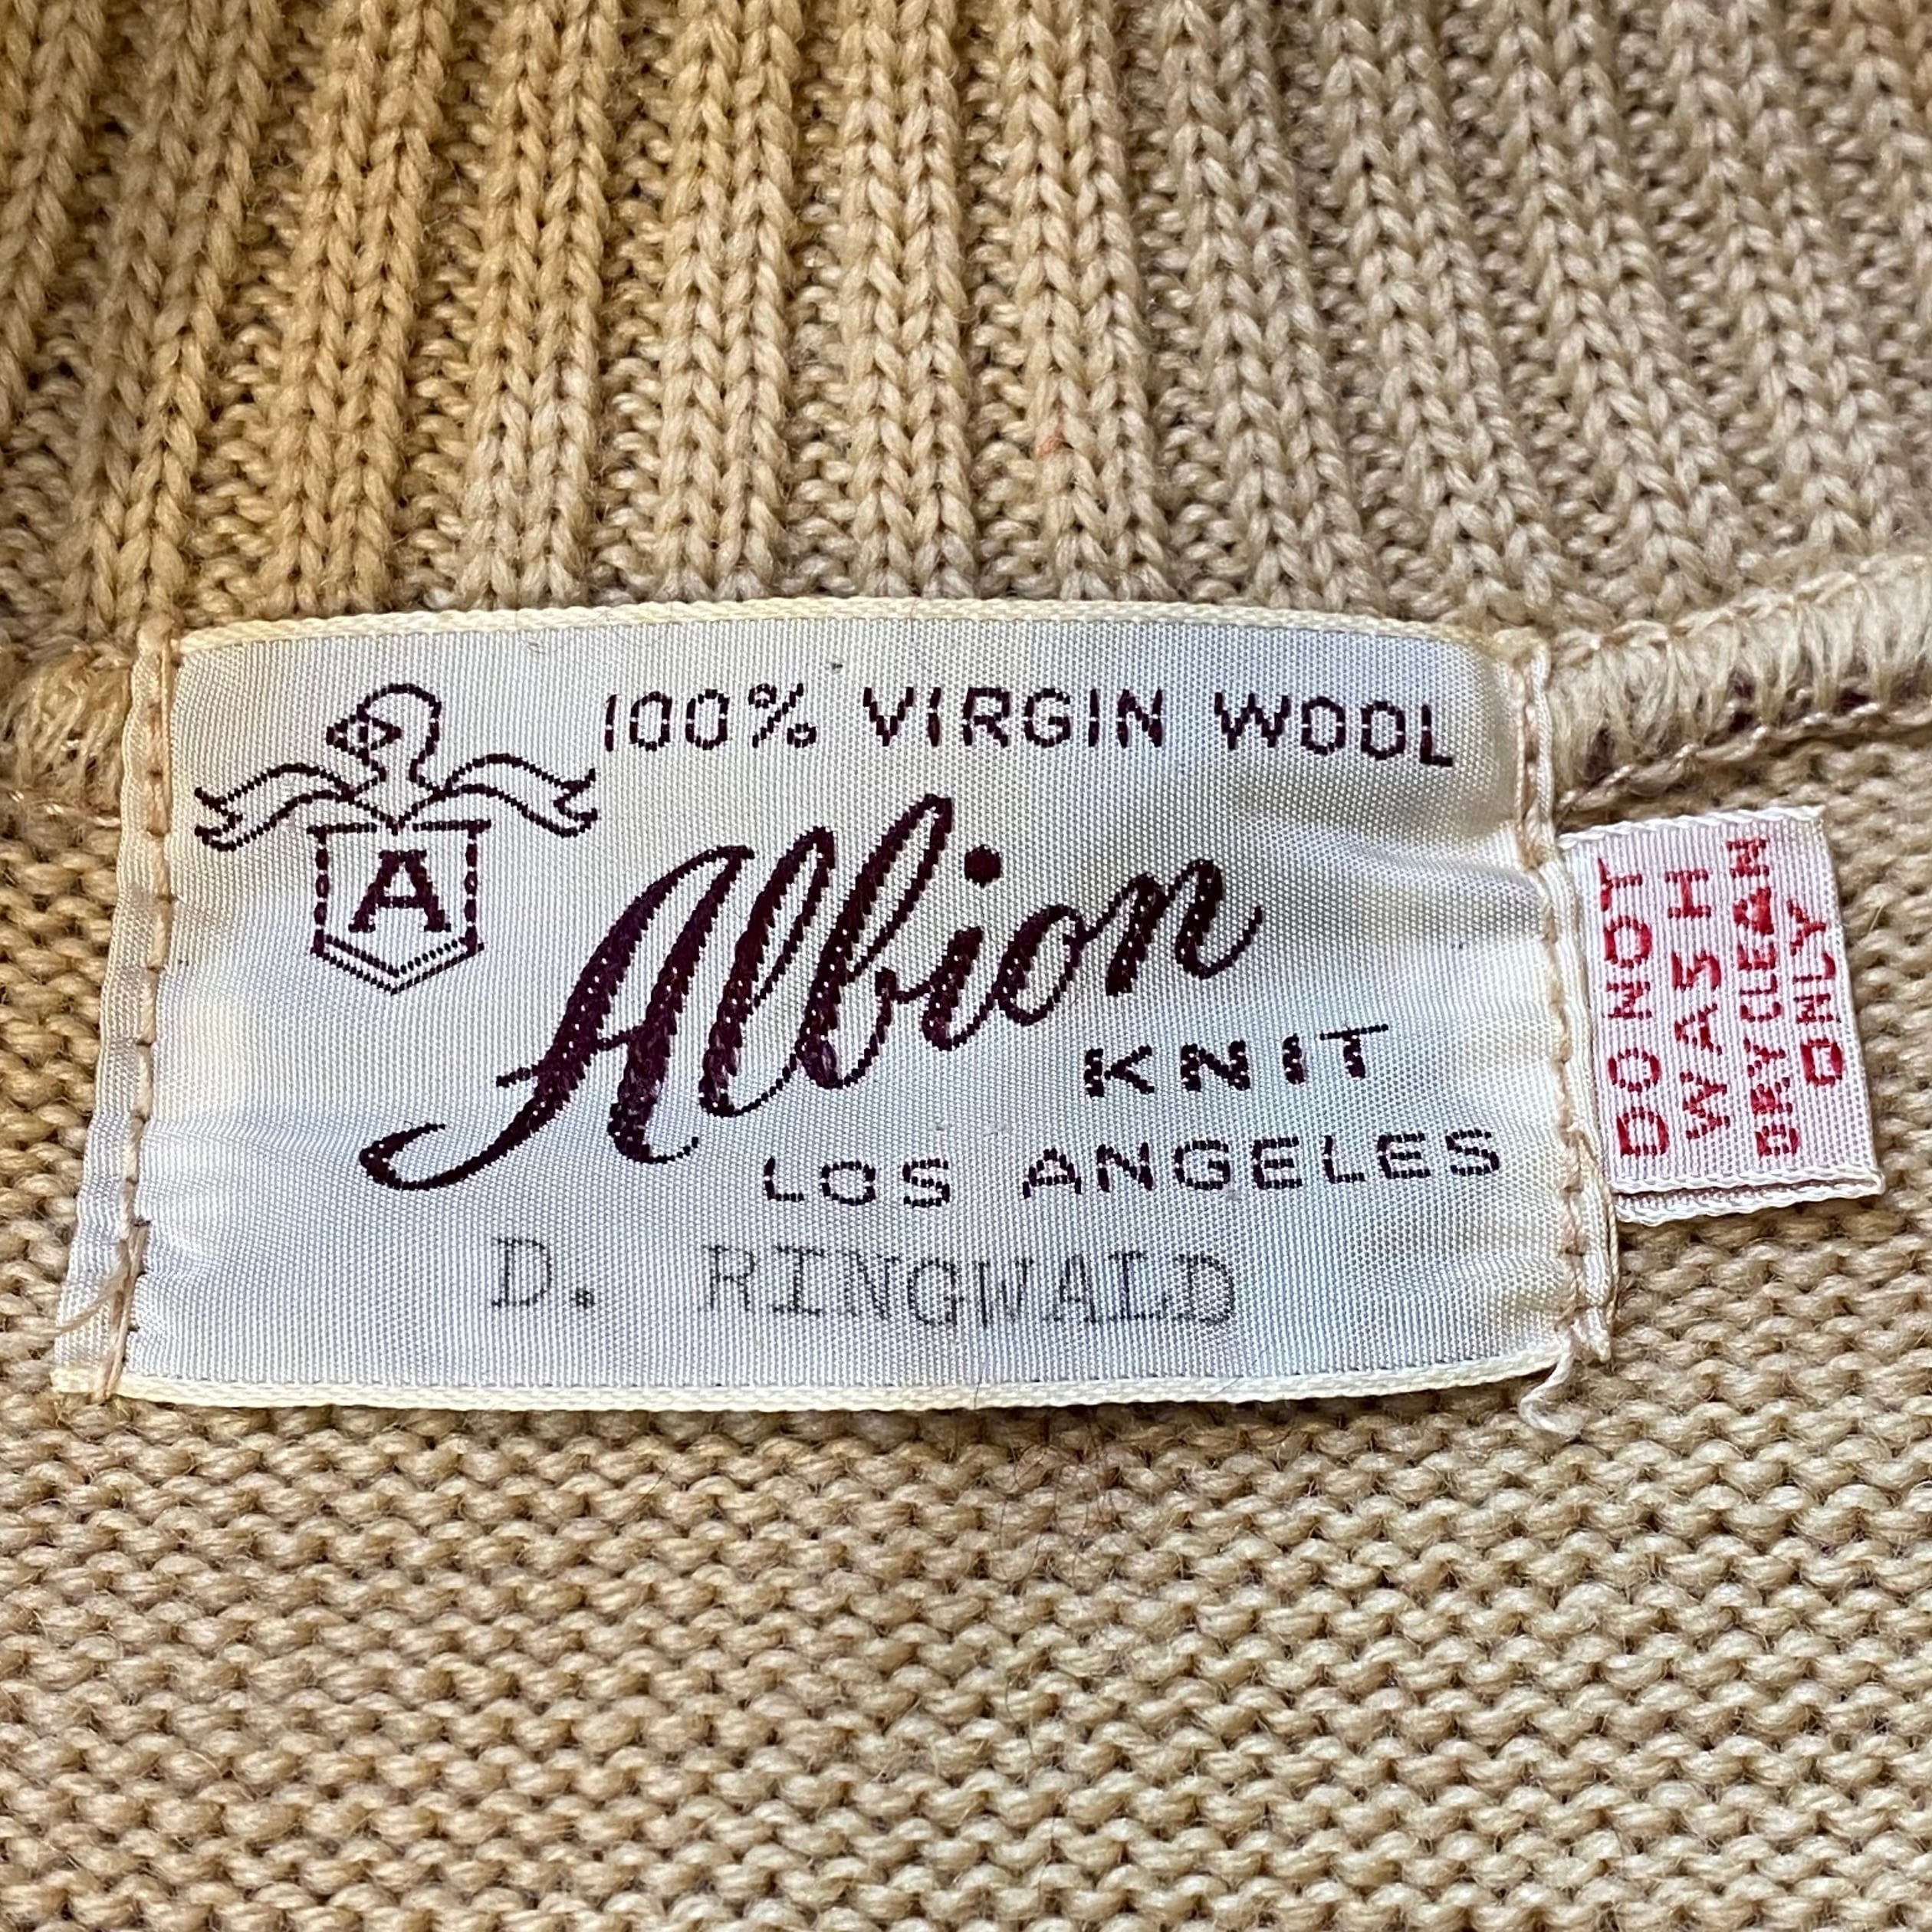 100% VIRGIN WOOL
A
Albion
KNIT
LOS ANGELES
D. RINGWALD
DO NOT
WASH
DRY CLEAN
ONLY